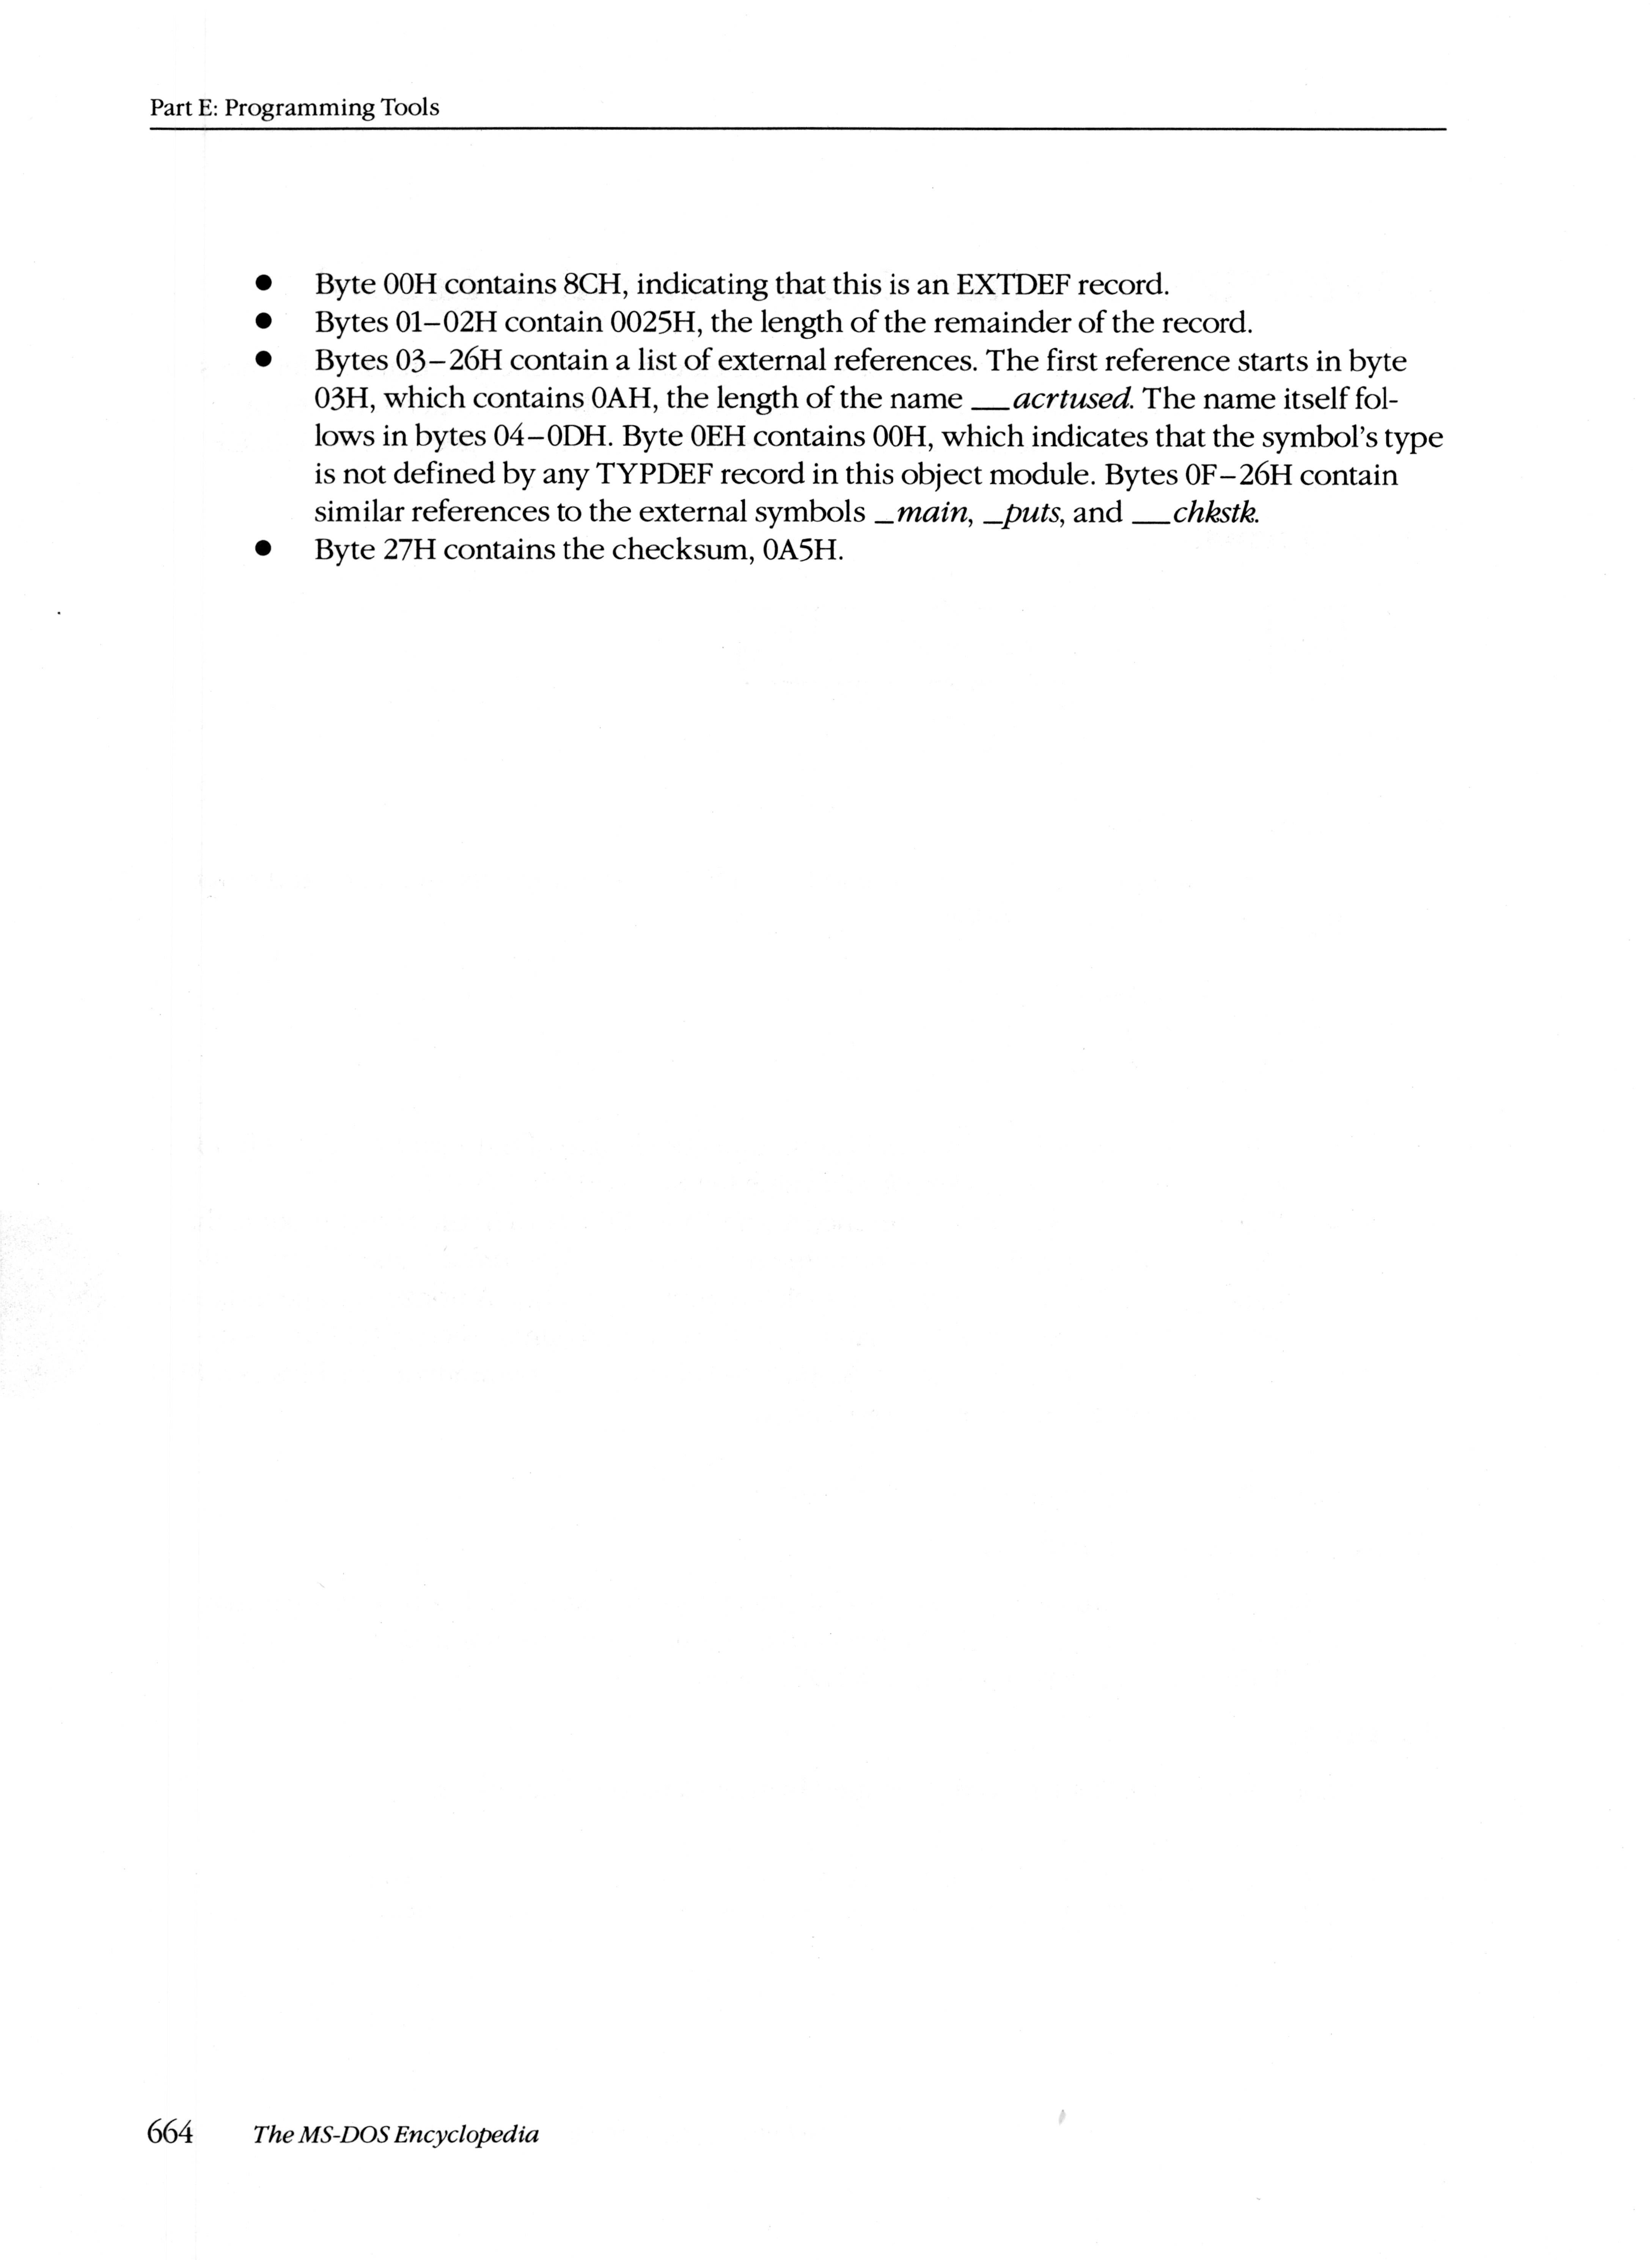 Part E: Programming Tools
● Byte 00H contains 8CH, indicating that this is an EXTDEF record.
● Bytes 01–02H contain 0025H, the length of the remainder of the record.
● Bytes 03–26H contain a list of external references. The first reference starts in byte
03H, which contains 0AH, the length of the name __acrtused. The name itself fol-
lows in bytes 04–0DH. Byte 0EH contains 00H, which indicates that the symbol's type
is not defined by any TYPDEF record in this object module. Bytes 0F–26H contain
similar references to the external symbols _main, _puts, and __chkstk.
● Byte 27H contains the checksum, 0A5H.
664 The MS-DOS Encyclopedia